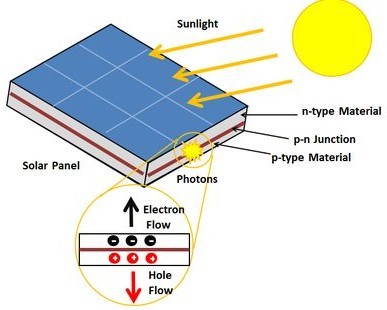 Sunlight
n-type Material
p-n Junction
p-type Material
Solar Panel
Photons
Electron
Flow
- - -
+ + +
Hole
Flow